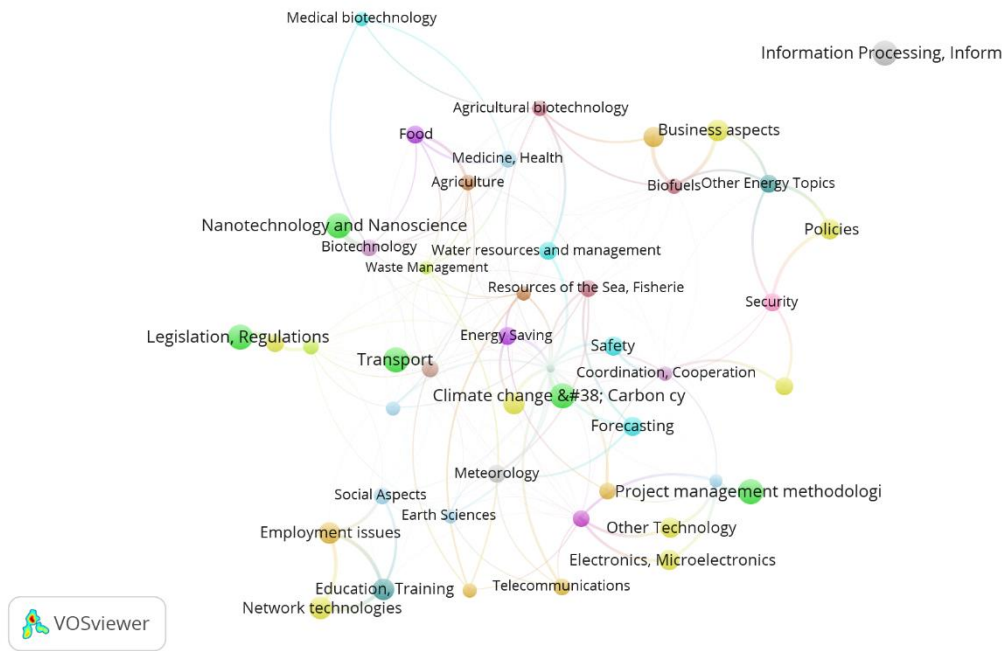 Medical biotechnology
Information Processing, Inform
Agricultural biotechnology
Food
Business aspects
Medicine, Health
Agriculture
Biofuels
Other Energy Topics
Nanotechnology and Nanoscience
Policies
Biotechnology
Water resources and management
Waste Management
Resources of the Sea, Fisherie
Security
Legislation, Regulations
Energy Saving
Safety
Transport
Coordination, Cooperation
Climate change &#38; Carbon cy
Forecasting
Meteorology
Social Aspects
Project management methodologi
Earth Sciences
Employment issues
Other Technology
Electronics, Microelectronics
Education, Training
Telecommunications
Network technologies
VOSviewer